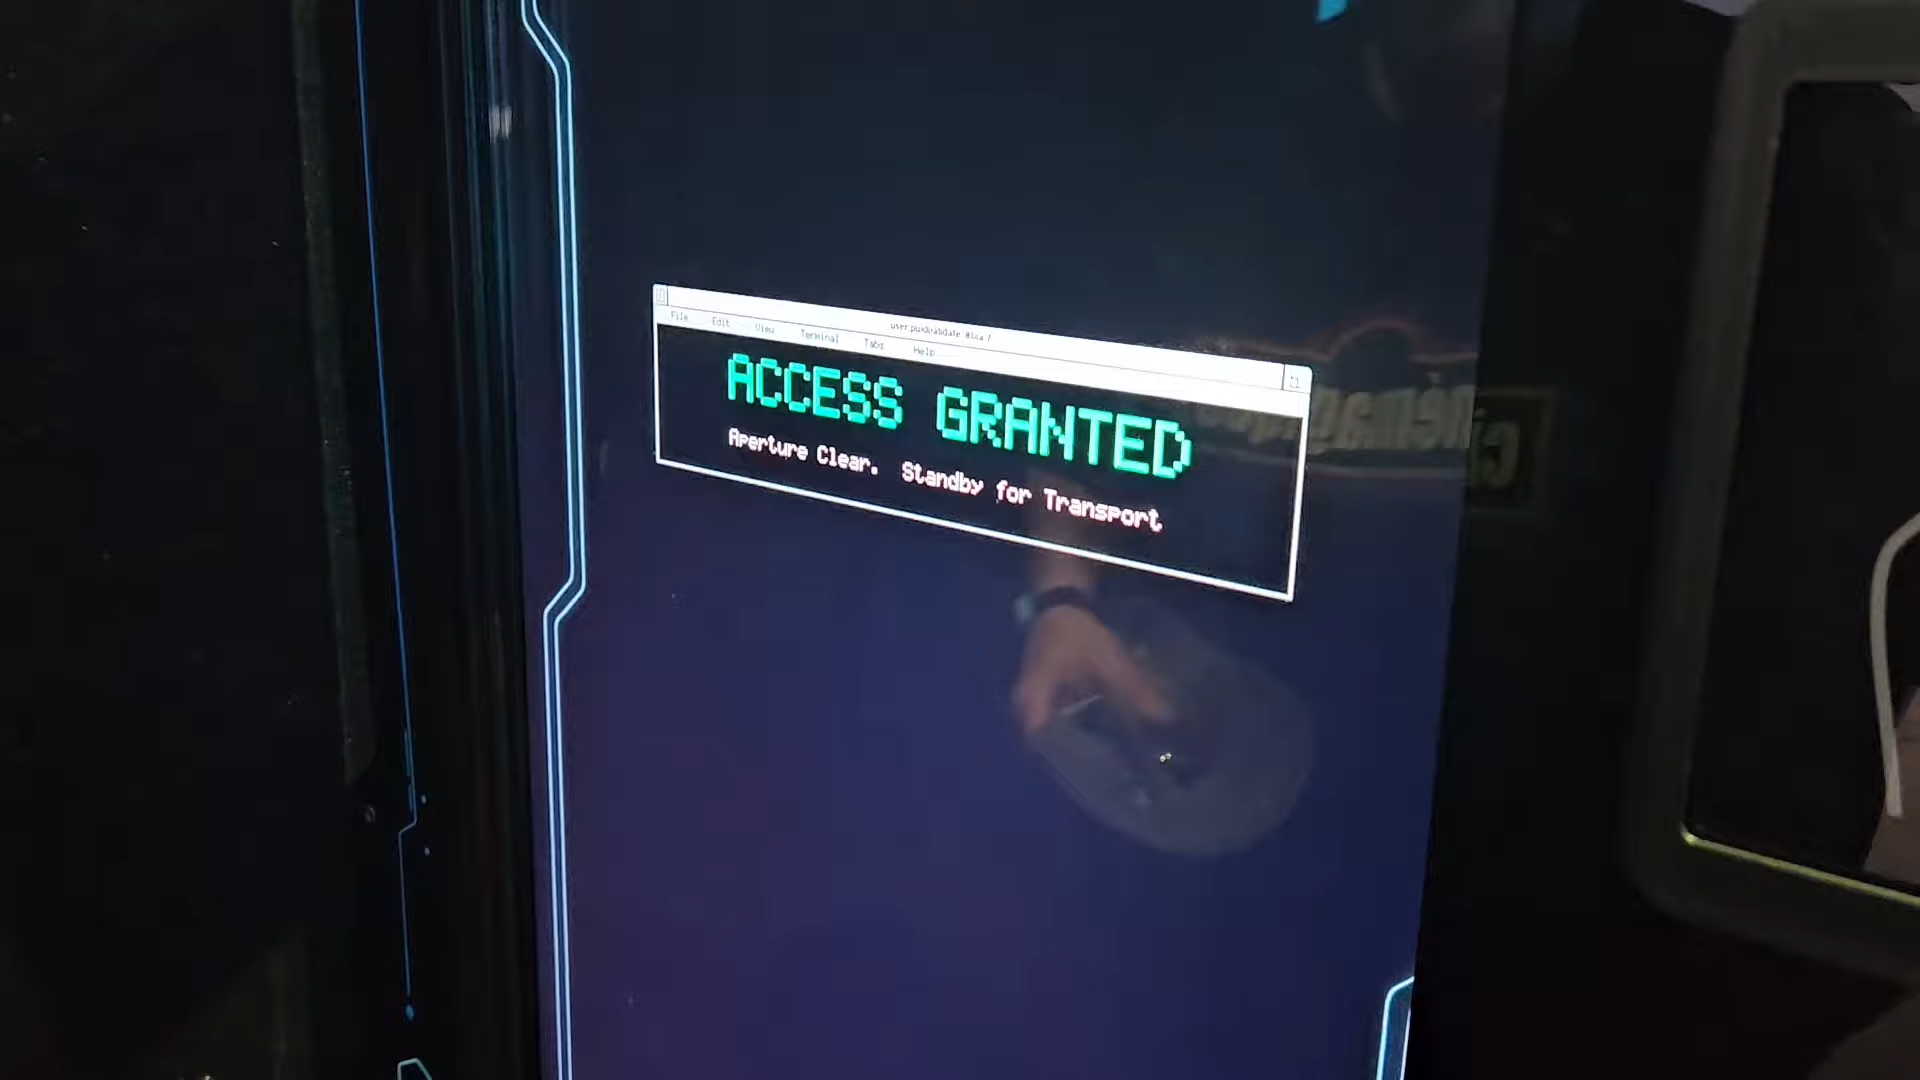 File Edit View Terminal Tabs Help
ACCESS GRANTED
Aperture Clear. Standby for Transport